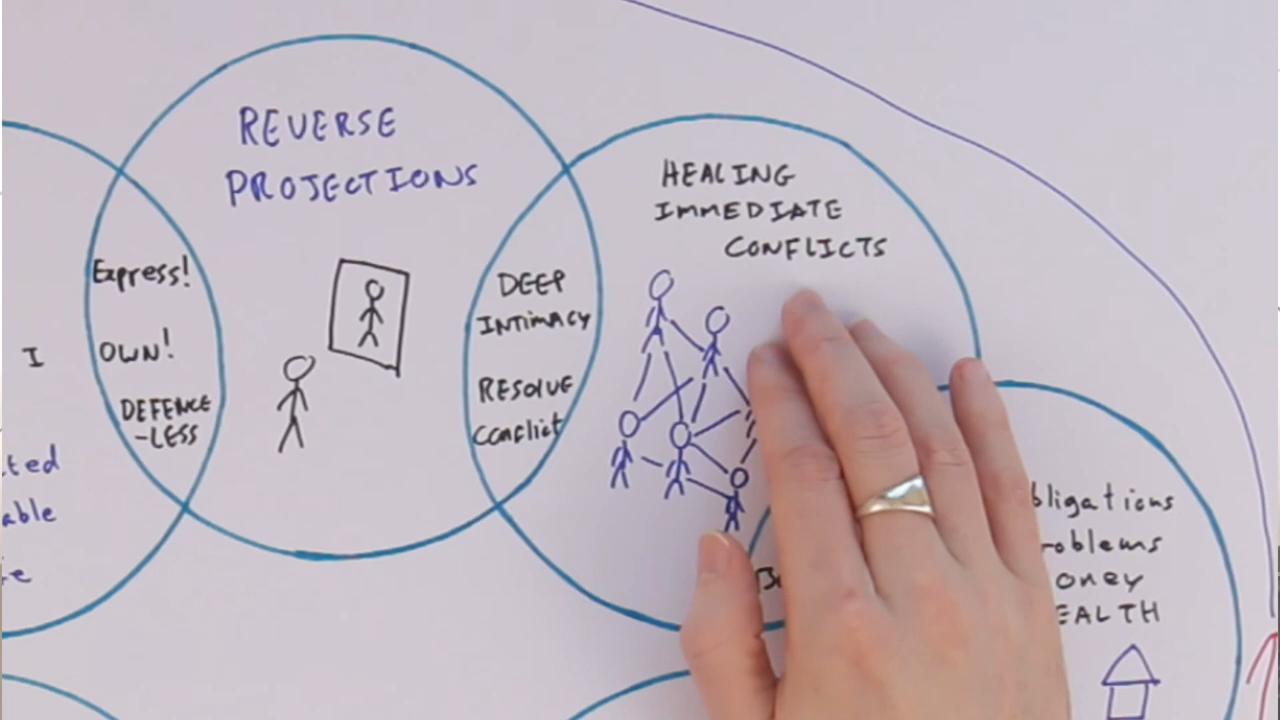 REVERSE
PROJECTIONS
HEALING
IMMEDIATE
CONFLICTS
Express!
OWN!
DEFENCE
-LESS
I
DEEP
INTIMACY
RESOLVE
Conflict